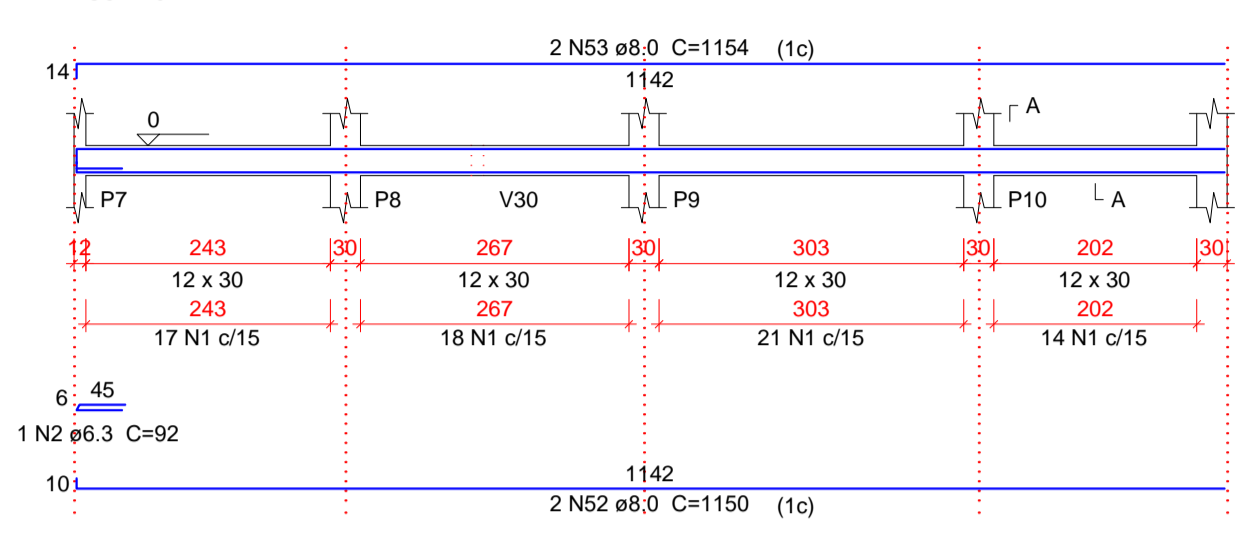 2 N53 ø8.0 C=1154 (1c)
14
1142
A
0
P7 P8 V30 P9 P10 A
12 243 30 267 30 303 30 202 30
12 x 30 12 x 30 12 x 30 12 x 30
243 267 303 202
17 N1 c/15 18 N1 c/15 21 N1 c/15 14 N1 c/15
6 45
1 N2 ø6.3 C=92
1142
10
2 N52 ø8.0 C=1150 (1c)